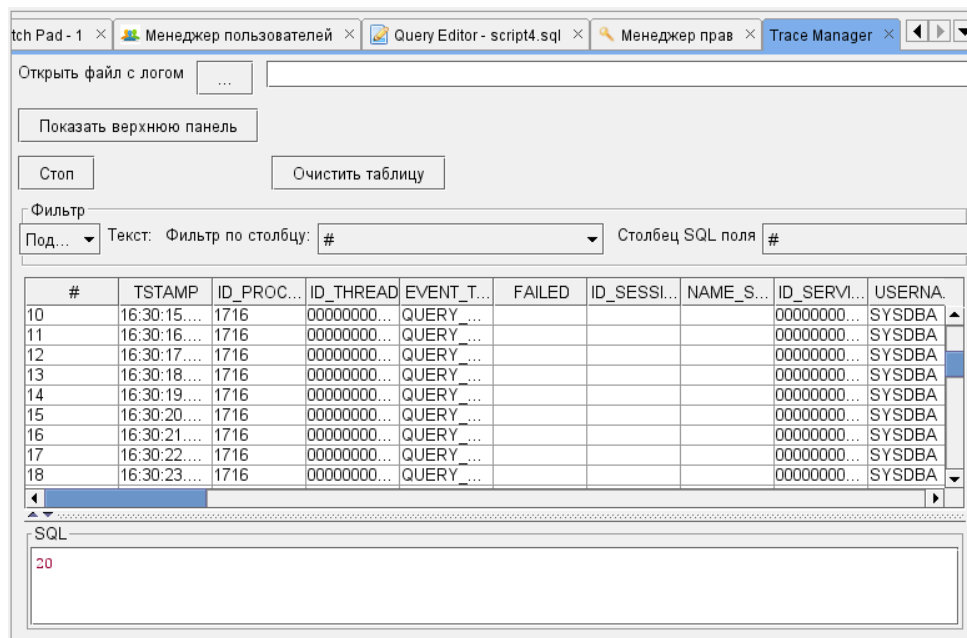 tch Pad - 1 Менеджер пользователей Query Editor - script4.sql Менеджер прав Trace Manager
Открыть файл с логом ...
Показать верхнюю панель
Стоп Очистить таблицу
Фильтр
Под... Текст: Фильтр по столбцу: # Столбец SQL поля #
# TSTAMP ID_PROC... ID_THREAD EVENT_T... FAILED ID_SESSI... NAME_S... ID_SERVI... USERNA.
10 16:30:15.... 1716 00000000... QUERY_... 00000000... SYSDBA
11 16:30:16.... 1716 00000000... QUERY_... 00000000... SYSDBA
12 16:30:17.... 1716 00000000... QUERY_... 00000000... SYSDBA
13 16:30:18.... 1716 00000000... QUERY_... 00000000... SYSDBA
14 16:30:19.... 1716 00000000... QUERY_... 00000000... SYSDBA
15 16:30:20.... 1716 00000000... QUERY_... 00000000... SYSDBA
16 16:30:21.... 1716 00000000... QUERY_... 00000000... SYSDBA
17 16:30:22.... 1716 00000000... QUERY_... 00000000... SYSDBA
18 16:30:23.... 1716 00000000... QUERY_... 00000000... SYSDBA
SQL
20